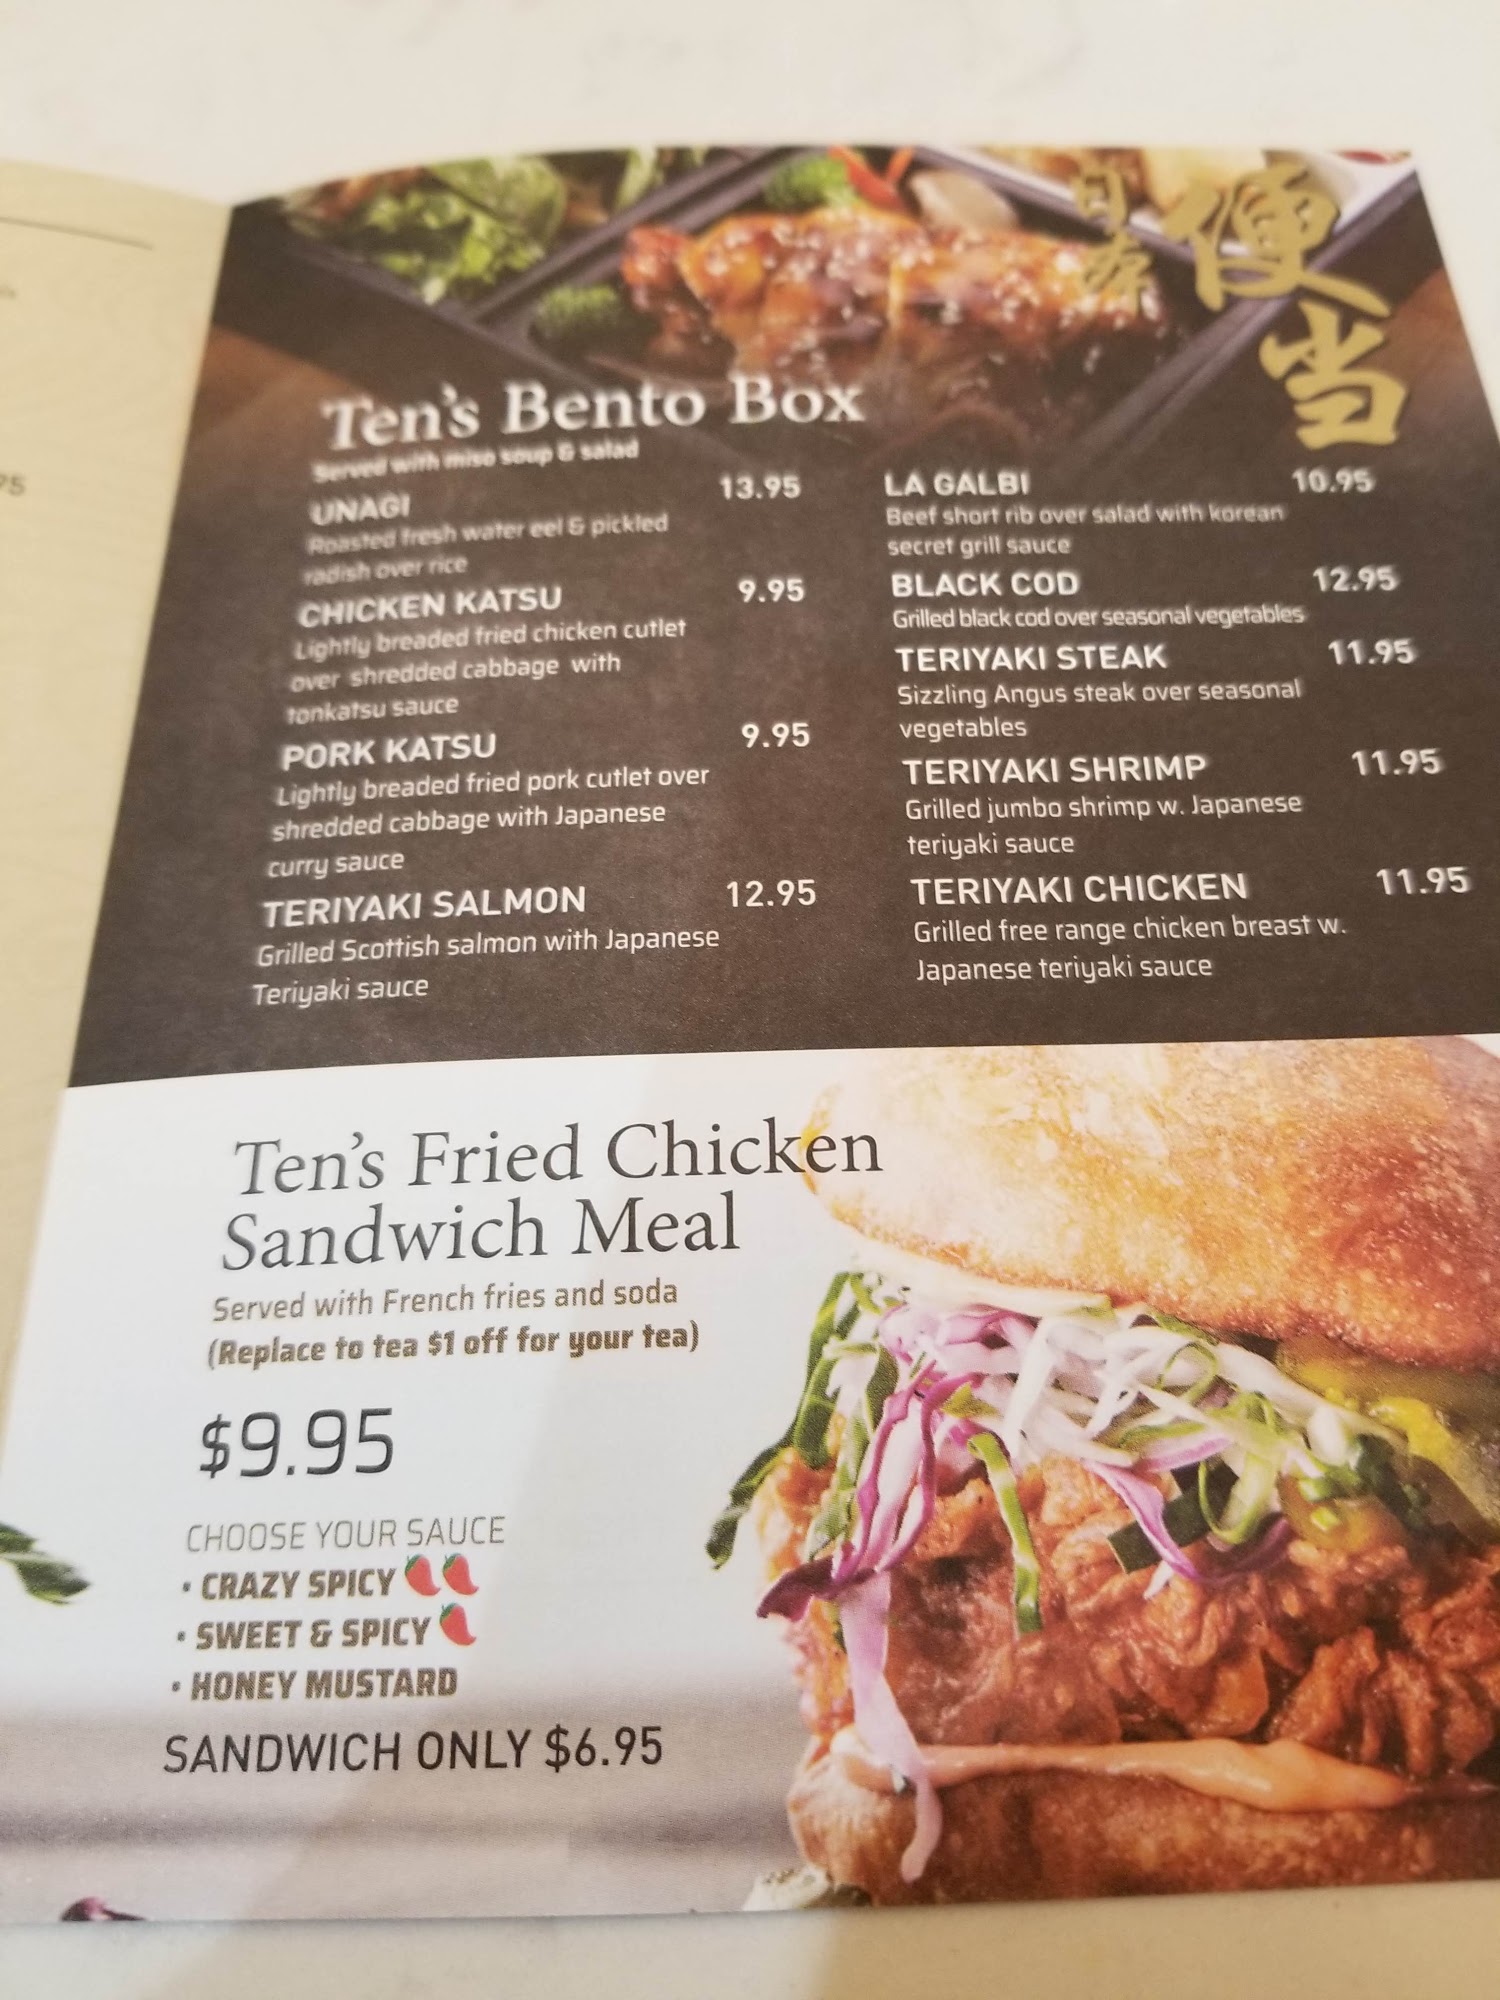 日本
便当
Ten's Bento Box
Served with miso soup & salad
UNAGI 13.95
Roasted fresh water eel & pickled
radish over rice
CHICKEN KATSU 9.95
Lightly breaded fried chicken cutlet
over shredded cabbage with
tonkatsu sauce
PORK KATSU 9.95
Lightly breaded fried pork cutlet over
shredded cabbage with Japanese
curry sauce
TERIYAKI SALMON 12.95
Grilled Scottish salmon with Japanese
Teriyaki sauce
LA GALBI 10.95
Beef short rib over salad with korean
secret grill sauce
BLACK COD 12.95
Grilled black cod over seasonal vegetables
TERIYAKI STEAK 11.95
Sizzling Angus steak over seasonal
vegetables
TERIYAKI SHRIMP 11.95
Grilled jumbo shrimp w. Japanese
teriyaki sauce
TERIYAKI CHICKEN 11.95
Grilled free range chicken breast w.
Japanese teriyaki sauce
Ten's Fried Chicken
Sandwich Meal
Served with French fries and soda
(Replace to tea $1 off for your tea)
$9.95
CHOOSE YOUR SAUCE
· CRAZY SPICY
· SWEET & SPICY
· HONEY MUSTARD
SANDWICH ONLY $6.95